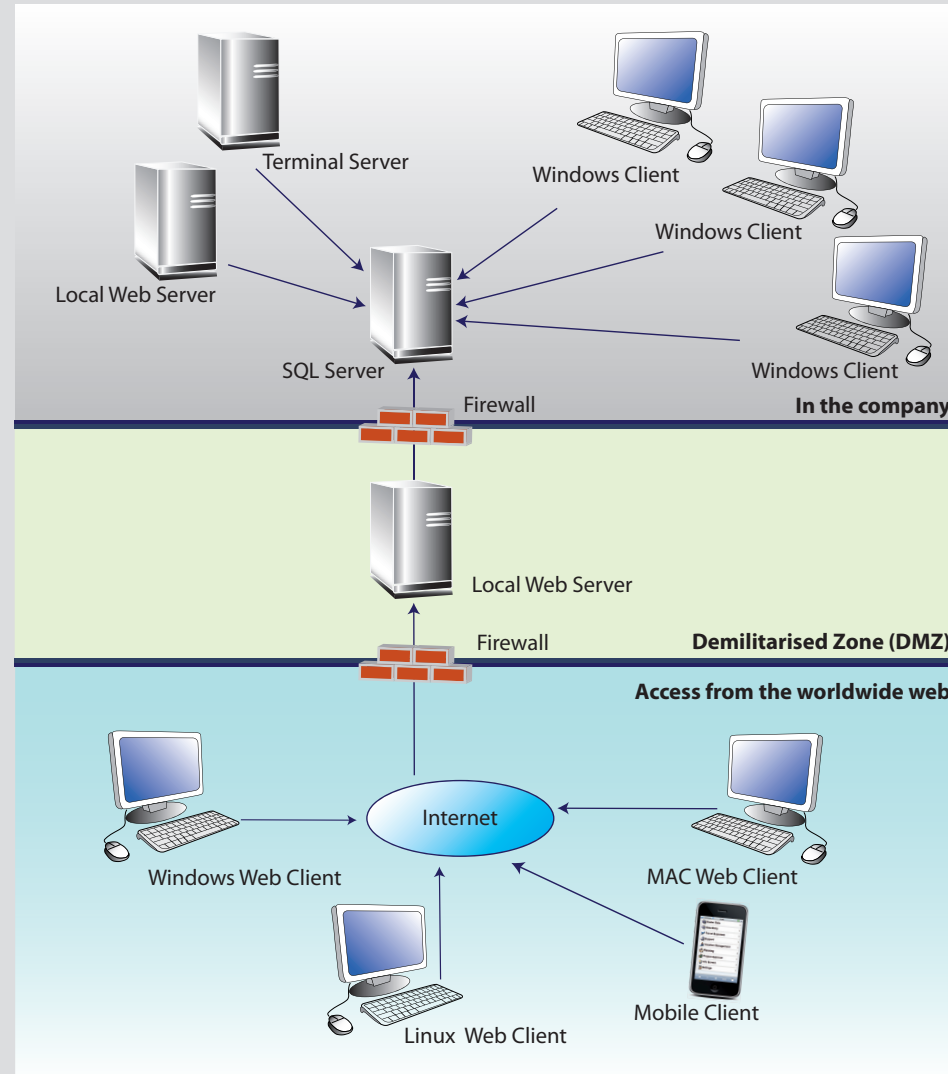 Terminal Server
Windows Client
Windows Client
Local Web Server
SQL Server
Windows Client
Firewall
In the company
Local Web Server
Firewall
Demilitarised Zone (DMZ)
Access from the worldwide web
Internet
Windows Web Client
MAC Web Client
Mobile Client
Linux Web Client